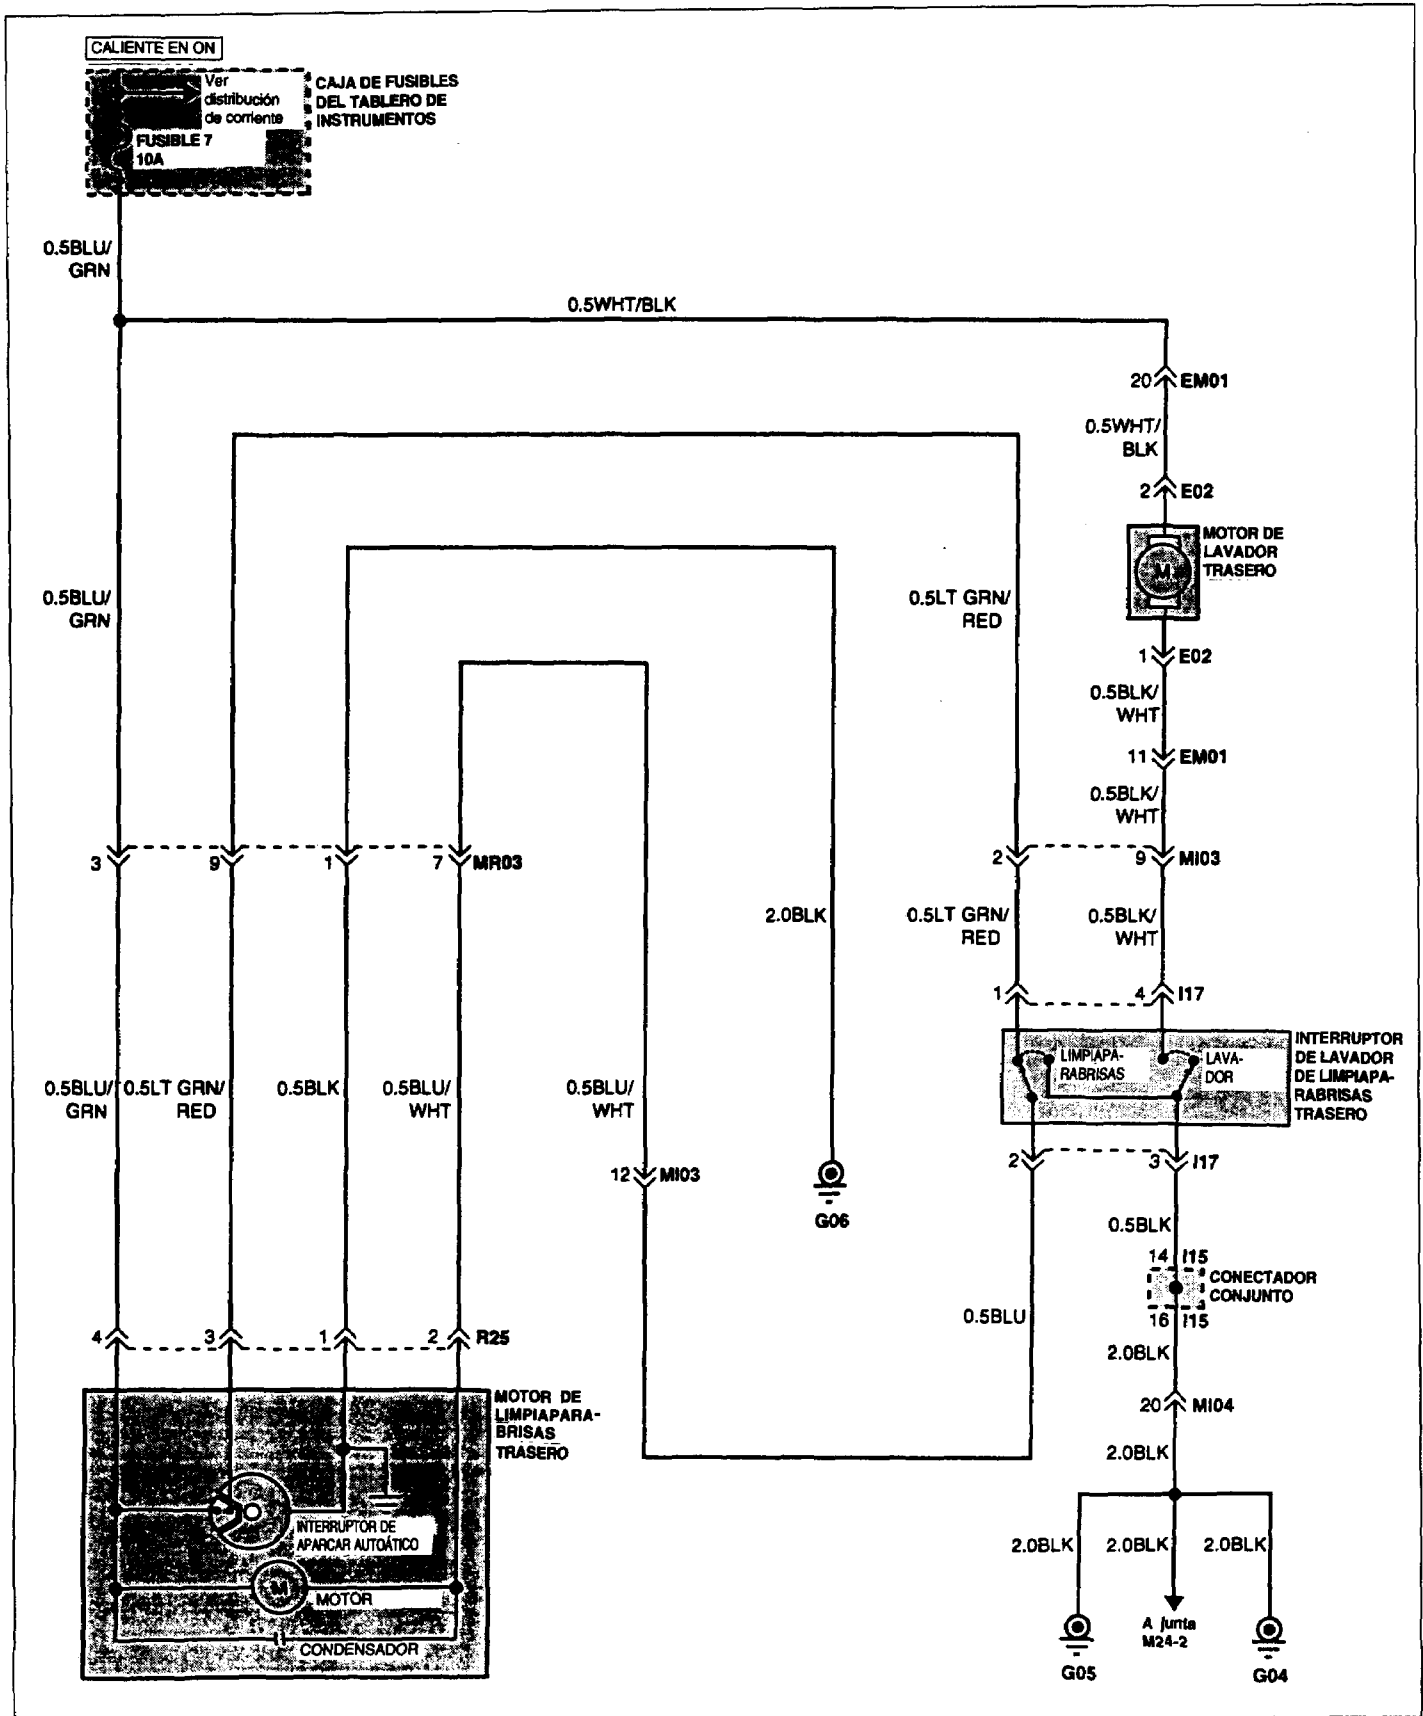 CALIENTE EN ON
Ver
distribución
de corriente
FUSIBLE 7
10A
CAJA DE FUSIBLES
DEL TABLERO DE
INSTRUMENTOS
0.5BLU/
GRN
0.5WHT/BLK
20 EM01
0.5WHT/
BLK
2 E02
MOTOR DE
LAVADOR
TRASERO
M
0.5BLU/
GRN
0.5LT GRN/
RED
1 E02
0.5BLK/
WHT
11 EM01
0.5BLK/
WHT
3 9 1 7 MR03
2 9 MI03
2.0BLK
0.5LT GRN/
RED
0.5BLK/
WHT
1 4 I17
LIMPIAPA-
RABRISAS
LAVA-
DOR
INTERRUPTOR
DE LAVADOR
DE LIMPIAPA-
RABRISAS
TRASERO
0.5BLU/
GRN
0.5LT GRN/
RED
0.5BLK
0.5BLU/
WHT
0.5BLU/
WHT
2 3 I17
12 MI03
G06
0.5BLK
14 I15
CONECTADOR
CONJUNTO
16 I15
0.5BLU
2.0BLK
4 3 1 2 R25
20 MI04
2.0BLK
MOTOR DE
LIMPIAPARA-
BRISAS
TRASERO
INTERRUPTOR DE
APARCAR AUTOÁTICO
M
MOTOR
CONDENSADOR
2.0BLK 2.0BLK 2.0BLK
A junta
M24-2
G05
G04